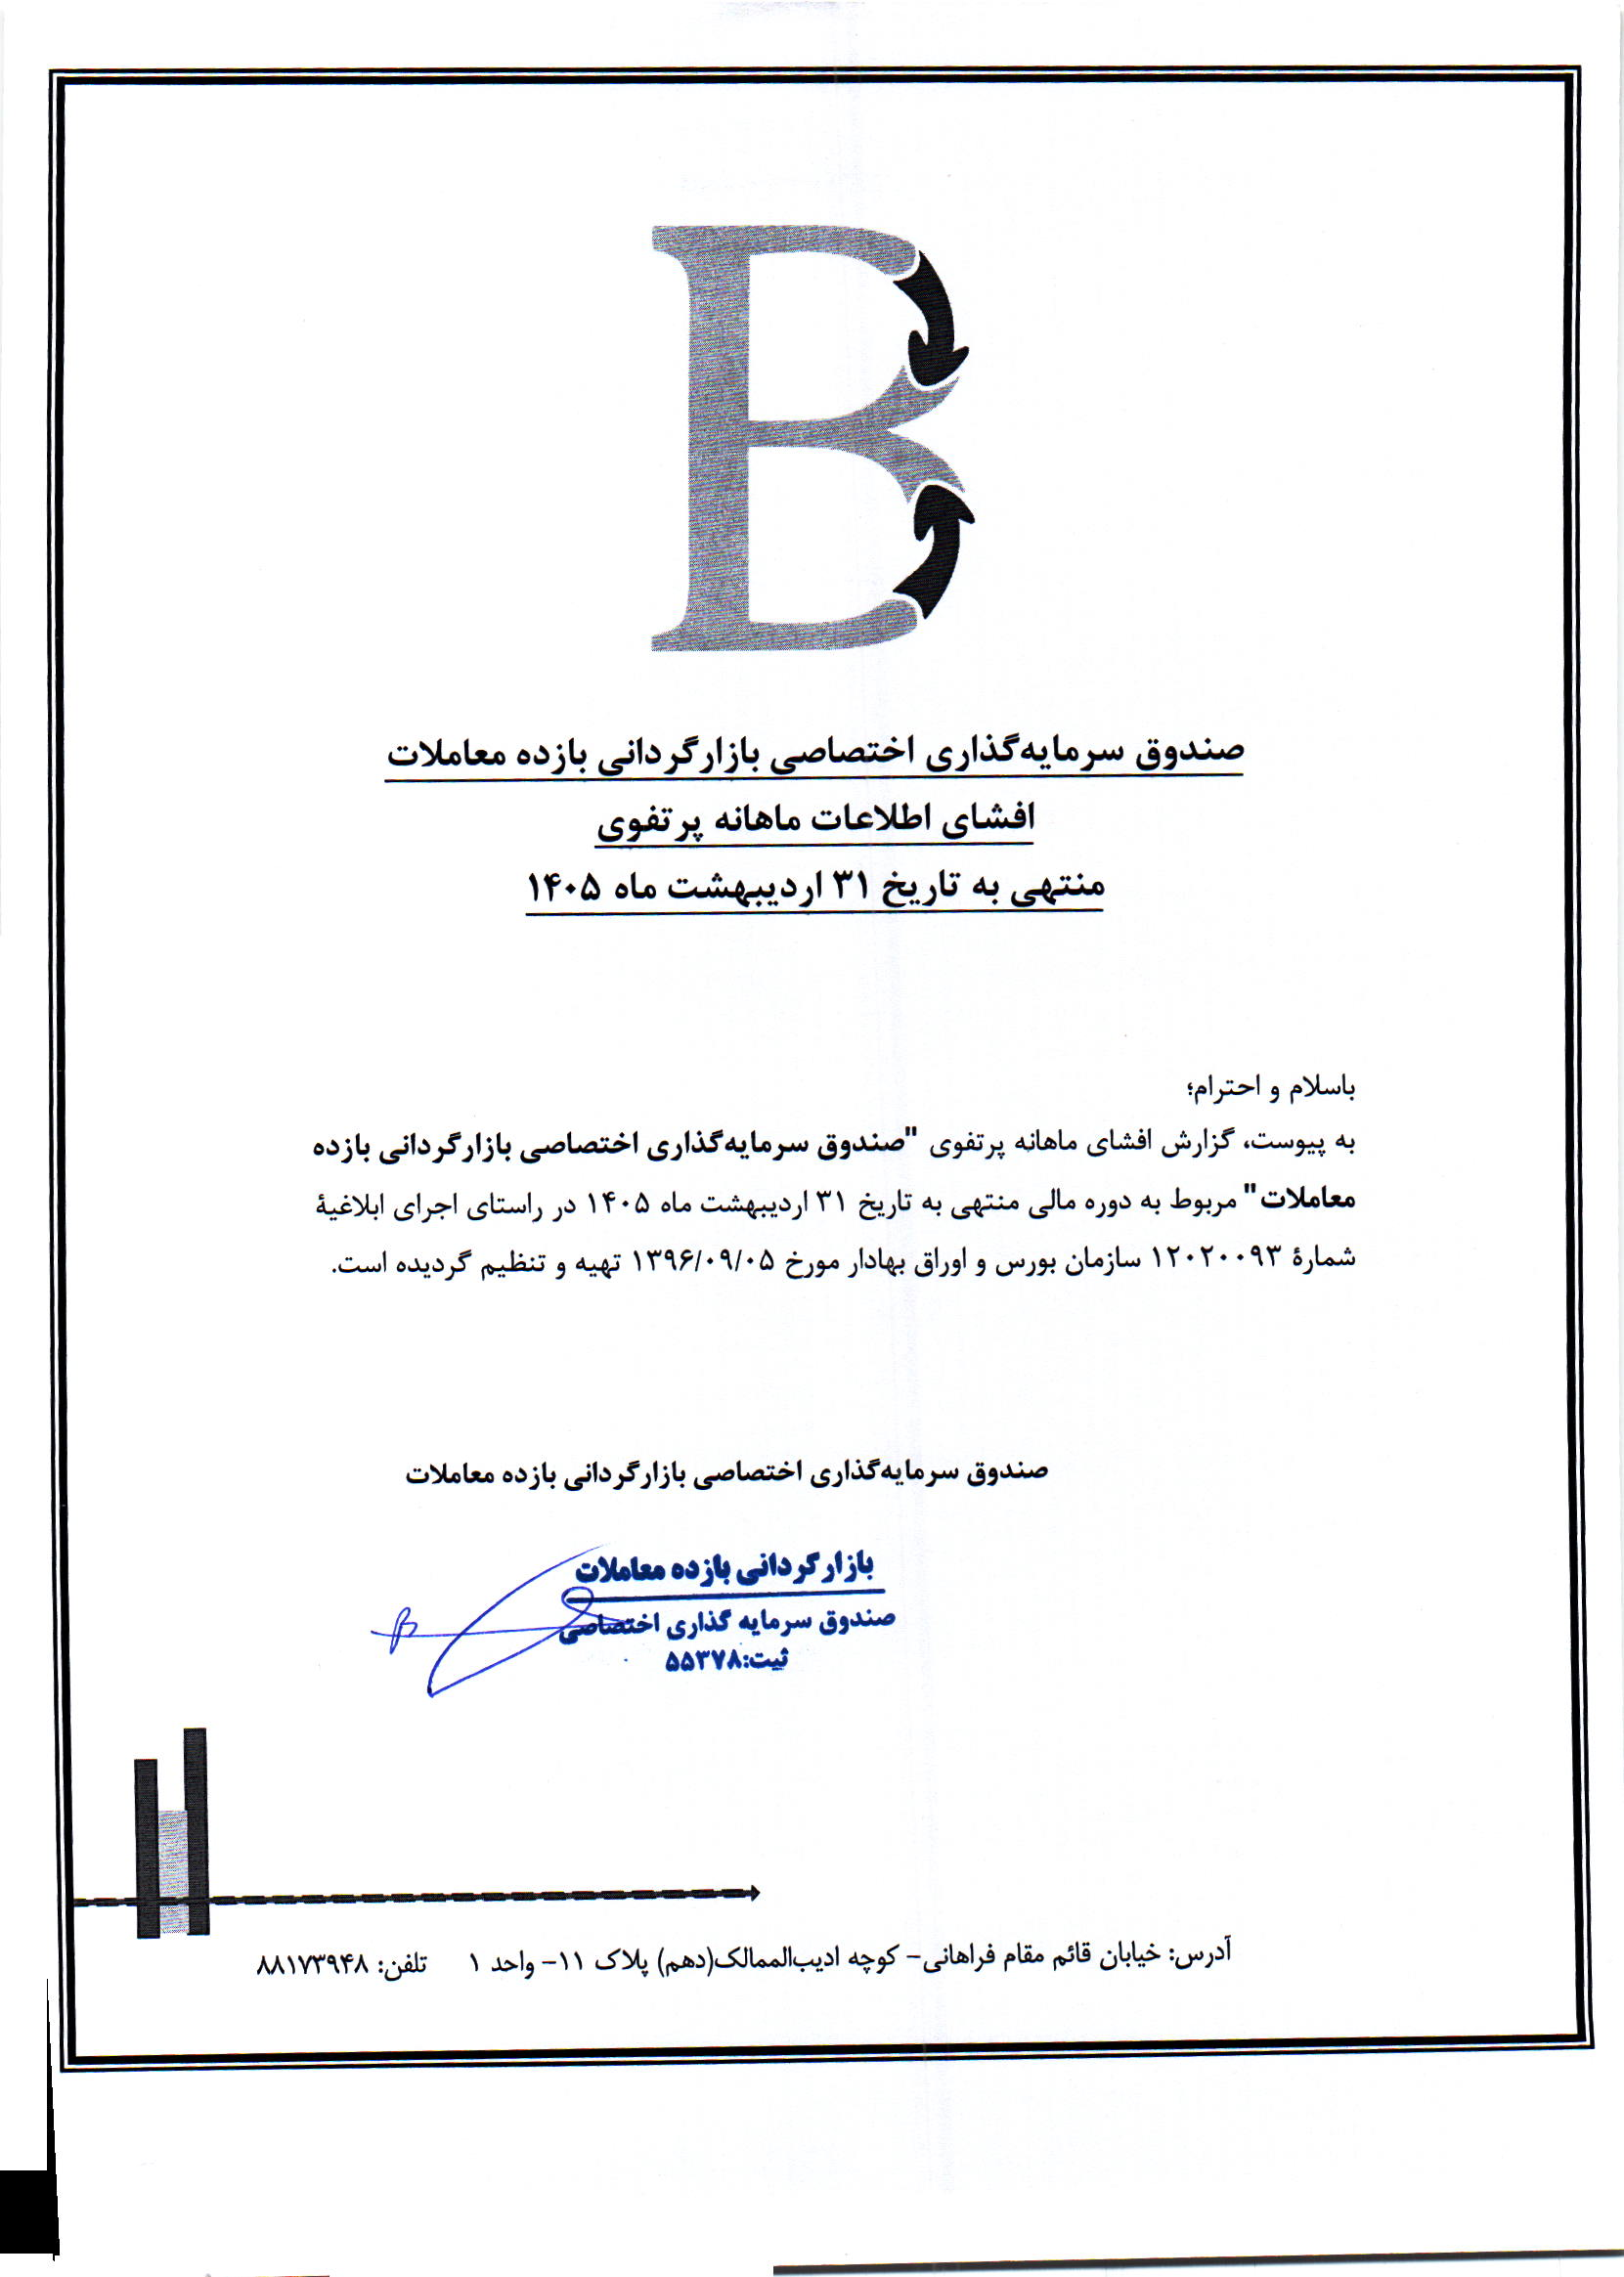 صندوق سرمایه‌گذاری اختصاصی بازارگردانی بازده معاملات
افشای اطلاعات ماهانه پرتفوی
منتهی به تاریخ ۳۱ اردیبهشت ماه ۱۴۰۵
باسلام و احترام؛
به پیوست، گزارش افشای ماهانه پرتفوی "صندوق سرمایه‌گذاری اختصاصی بازارگردانی بازده
معاملات" مربوط به دوره مالی منتهی به تاریخ ۳۱ اردیبهشت ماه ۱۴۰۵ در راستای اجرای ابلاغیهٔ
شمارهٔ ۱۲۰۲۰۰۹۳ سازمان بورس و اوراق بهادار مورخ ۱۳۹۶/۰۹/۰۵ تهیه و تنظیم گردیده است.
صندوق سرمایه‌گذاری اختصاصی بازارگردانی بازده معاملات
بازارگردانی بازده معاملات
صندوق سرمایه گذاری اختصاصی
ثبت:۵۵۳۷۸
آدرس: خیابان قائم مقام فراهانی- کوچه ادیب‌الممالک(دهم) پلاک ۱۱- واحد ۱ تلفن: ۸۸۱۷۳۹۴۸